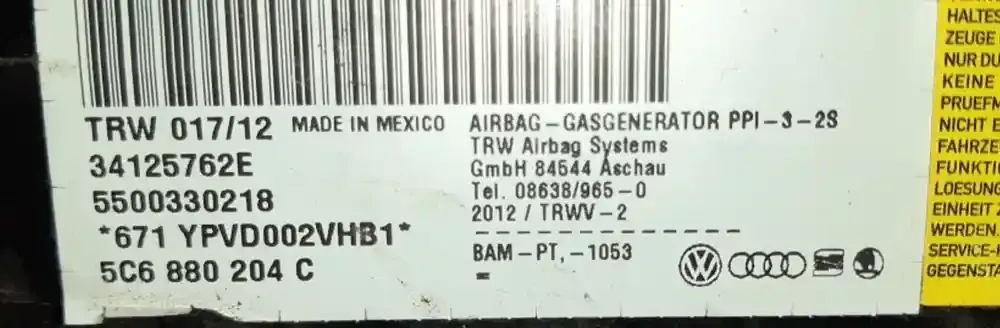 TRW 017/12 MADE IN MEXICO
34125762E
5500330218
*671 YPVD002VHB1*
5C6 880 204 C
AIRBAG-GASGENERATOR PPI-3-2S
TRW Airbag Systems
GmbH 84544 Aschau
Tel. 08638/965-0
2012 / TRWV-2
BAM-PT,-1053
HALTES
ZEUGE
NUR DU
KEINE
PRUEFM
NICHT E
FAHRZE
FUNKTI
LOESUNG
EINHEIT
WERDEN.
SERVICE-
GEGENSTA